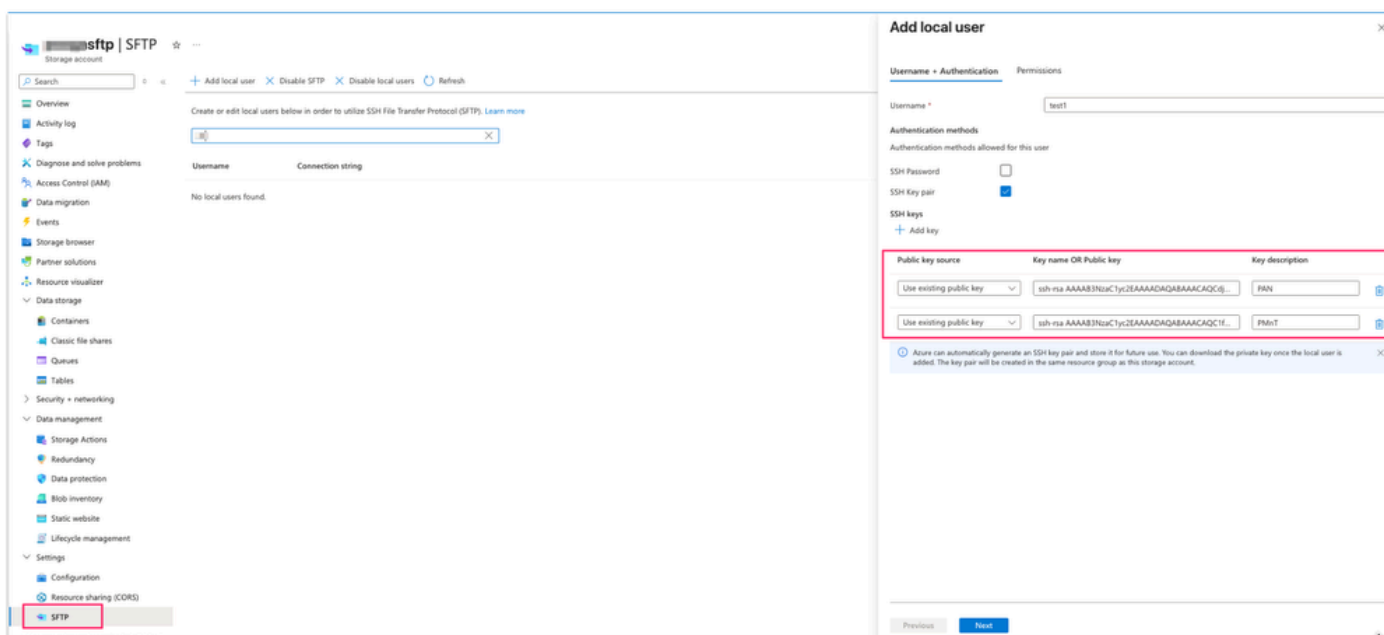 sftp | SFTP
Storage account
Search
Overview
Activity log
Tags
Diagnose and solve problems
Access Control (IAM)
Data migration
Events
Storage browser
Partner solutions
Resource visualizer
Data storage
Containers
Classic file shares
Queues
Tables
Security + networking
Data management
Storage Actions
Redundancy
Data protection
Blob inventory
Static website
Lifecycle management
Settings
Configuration
Resource sharing (CORS)
SFTP
Add local user Disable SFTP Disable local users Refresh
Create or edit local users below in order to utilize SSH File Transfer Protocol (SFTP). Learn more
Username Connection string
No local users found.
Add local user
Username + Authentication Permissions
Username * test1
Authentication methods
Authentication methods allowed for this user
SSH Password
SSH Key pair
SSH keys
Add key
Public key source Key name OR Public key Key description
Use existing public key ssh-rsa AAAAB3NzaC1yc2EAAAADAQABAAACAQCdj... PAN
Use existing public key ssh-rsa AAAAB3NzaC1yc2EAAAADAQABAAACAQC1f... PMnT
Azure can automatically generate an SSH key pair and store it for future use. You can download the private key once the local user is
added. The key pair will be created in the same resource group as this storage account.
Previous Next